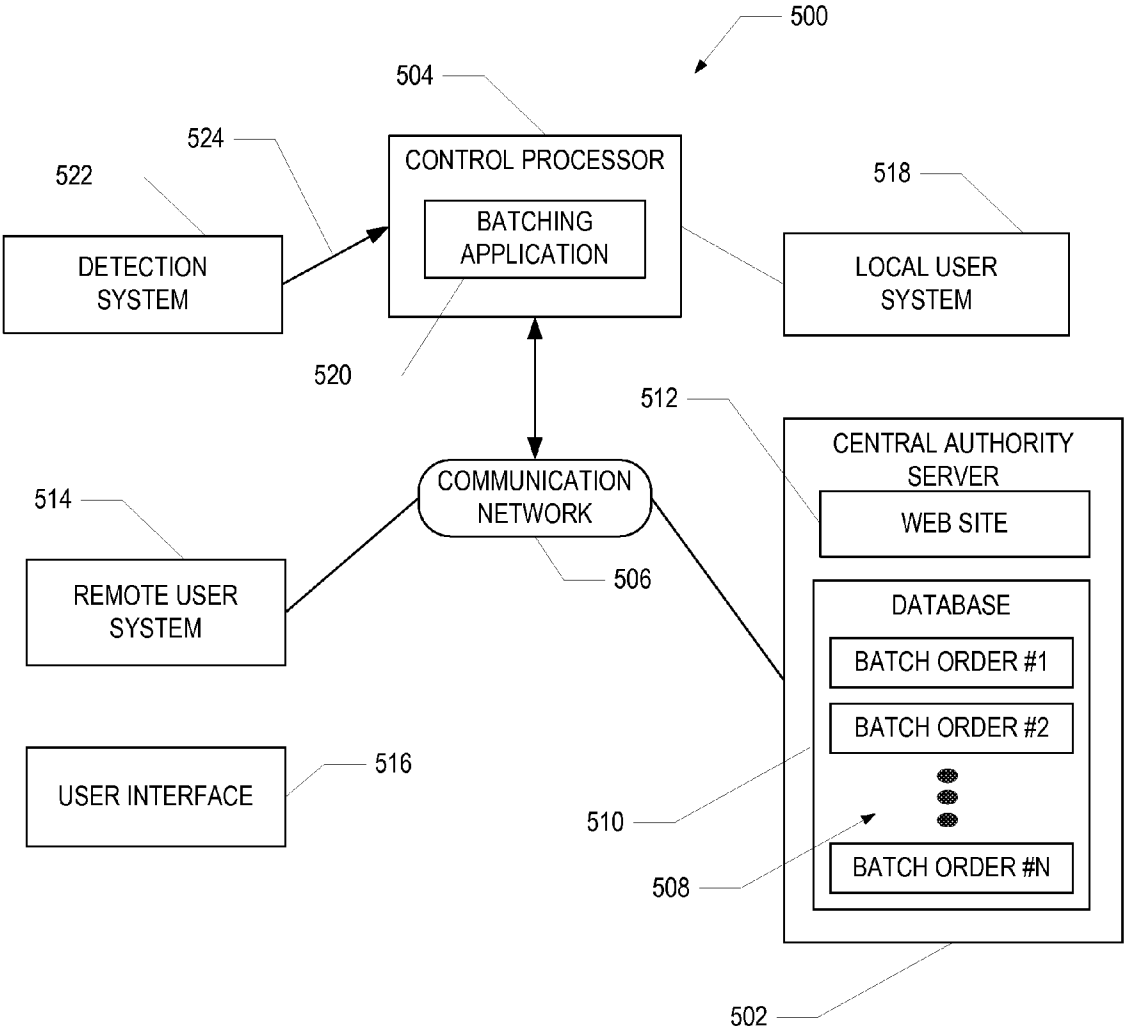 500
504
CONTROL PROCESSOR
BATCHING
APPLICATION
520
524
522
DETECTION
SYSTEM
518
LOCAL USER
SYSTEM
COMMUNICATION
NETWORK
506
514
REMOTE USER
SYSTEM
516
USER INTERFACE
512
CENTRAL AUTHORITY
SERVER
WEB SITE
DATABASE
BATCH ORDER #1
BATCH ORDER #2
510
508
BATCH ORDER #N
502